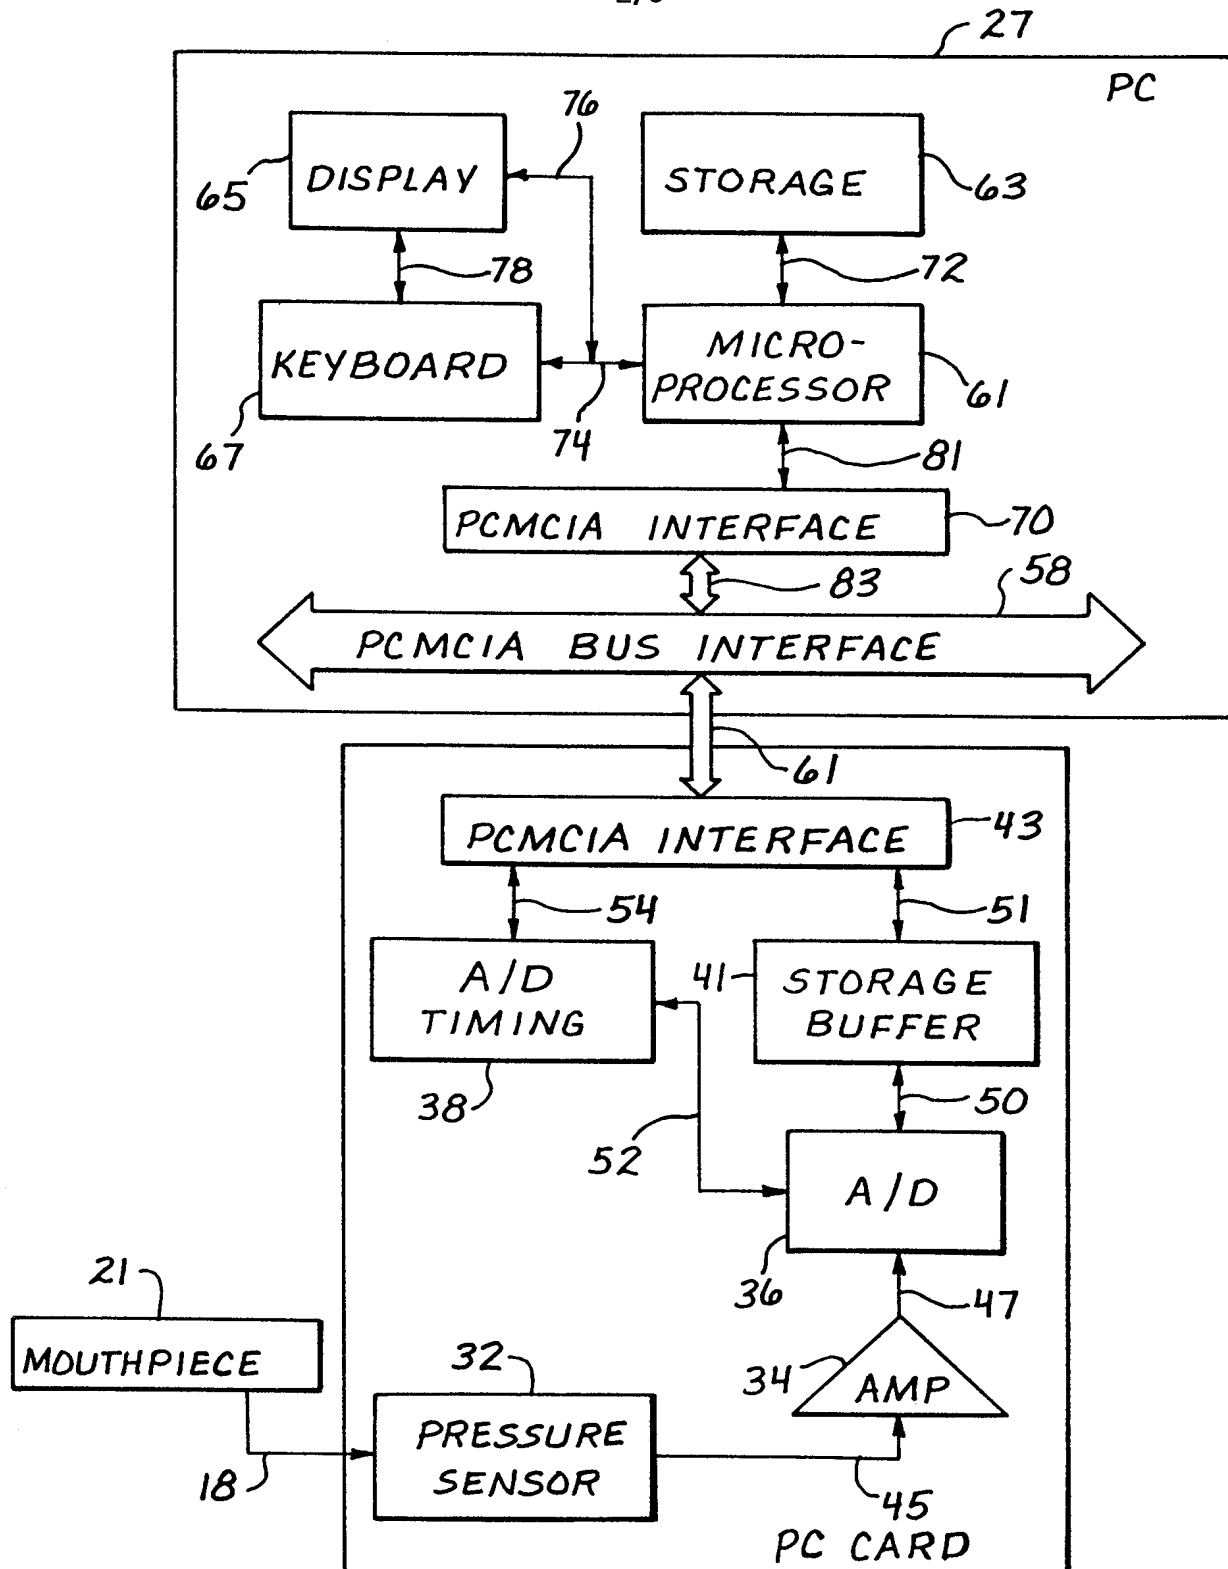 27
PC
76
DISPLAY
STORAGE
65
63
78
72
KEYBOARD
MICRO-
PROCESSOR
61
67
74
81
PCMCIA INTERFACE
70
83
58
PCMCIA BUS INTERFACE
61
PCMCIA INTERFACE
43
54
51
A/D
TIMING
41
STORAGE
BUFFER
38
50
52
A/D
36
47
21
MOUTHPIECE
32
34
AMP
PRESSURE
SENSOR
18
45
PC CARD